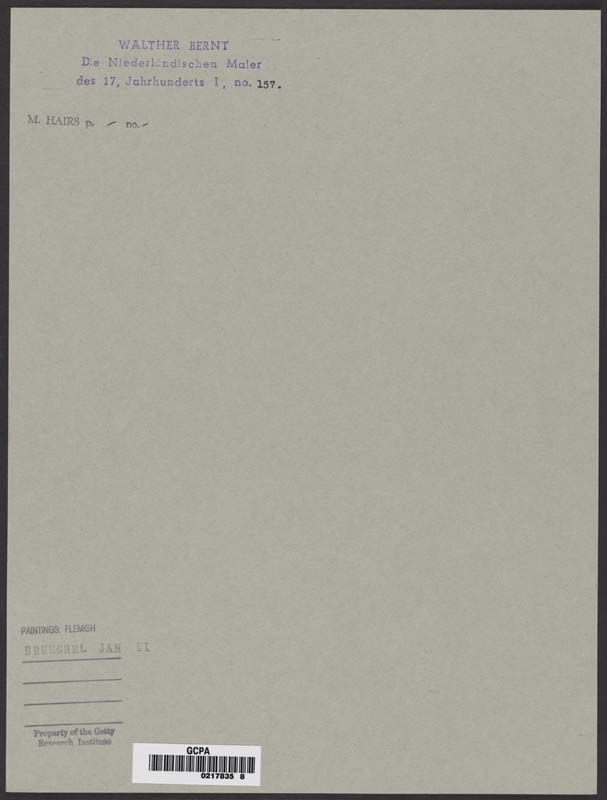 WALTHER BERNT
Die Niederländischen Maler
des 17, Jahrhunderts I, no. 157.
M. HAIRS p. – no. –
PAINTINGS: FLEMISH
BRUEGHEL JAN II
Property of the Getty
Research Institute
GCPA
0217835 8